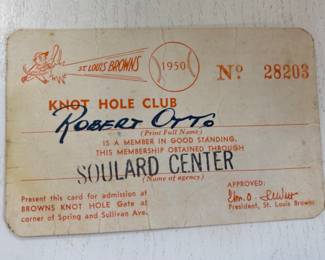 ST. LOUIS BROWNS
1950
Nº 28203
KNOT HOLE CLUB
Robert Otto
(Print Full Name)
IS A MEMBER IN GOOD STANDING.
THIS MEMBERSHIP OBTAINED THROUGH
SOULARD CENTER
(Name of agency)
Present this card for admission at
BROWNS KNOT HOLE Gate at
corner of Spring and Sullivan Ave.
APPROVED:
Wm. O. DeWitt
President, St. Louis Browns